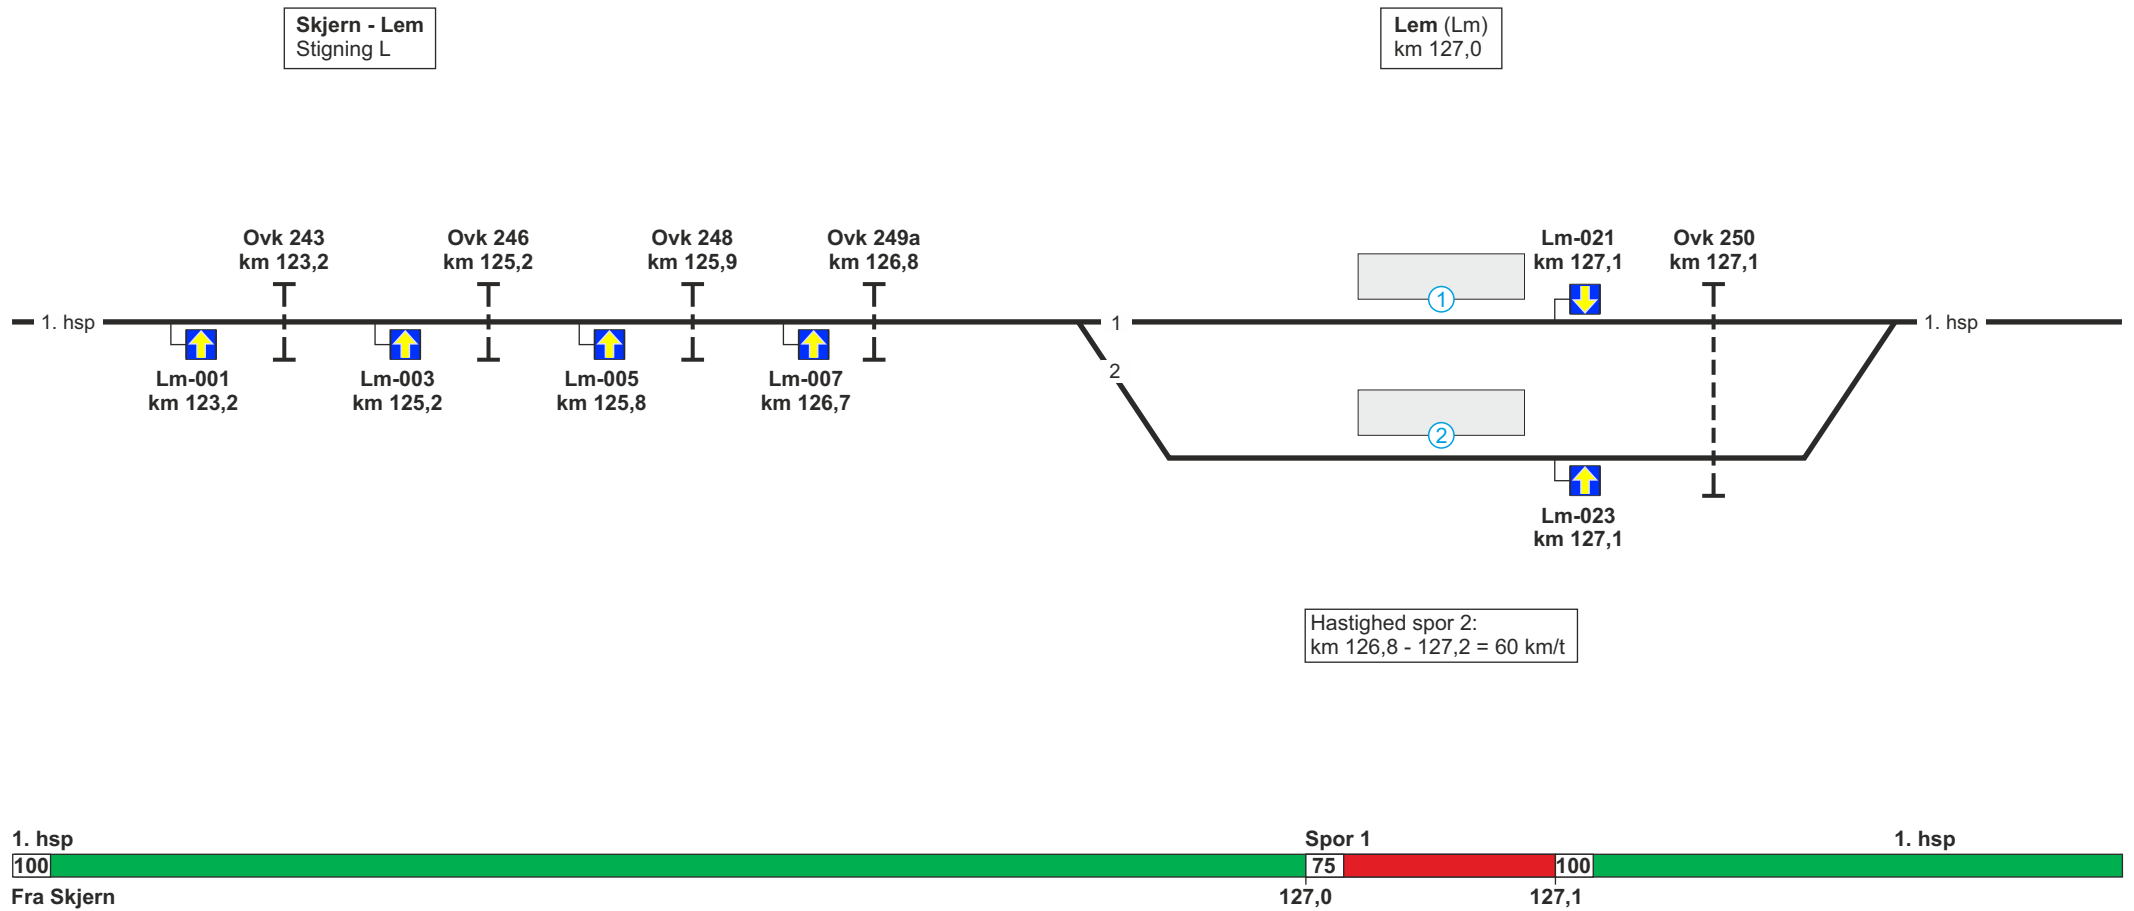 Skjern - Lem
Stigning L
Lem (Lm)
km 127,0
Ovk 243
km 123,2
Ovk 246
km 125,2
Ovk 248
km 125,9
Ovk 249a
km 126,8
Lm-021
km 127,1
Ovk 250
km 127,1
1
1. hsp
1
1. hsp
Lm-001
km 123,2
Lm-003
km 125,2
Lm-005
km 125,8
Lm-007
km 126,7
2
2
Lm-023
km 127,1
Hastighed spor 2:
km 126,8 - 127,2 = 60 km/t
1. hsp
Spor 1
1. hsp
100
75
100
Fra Skjern
127,0
127,1